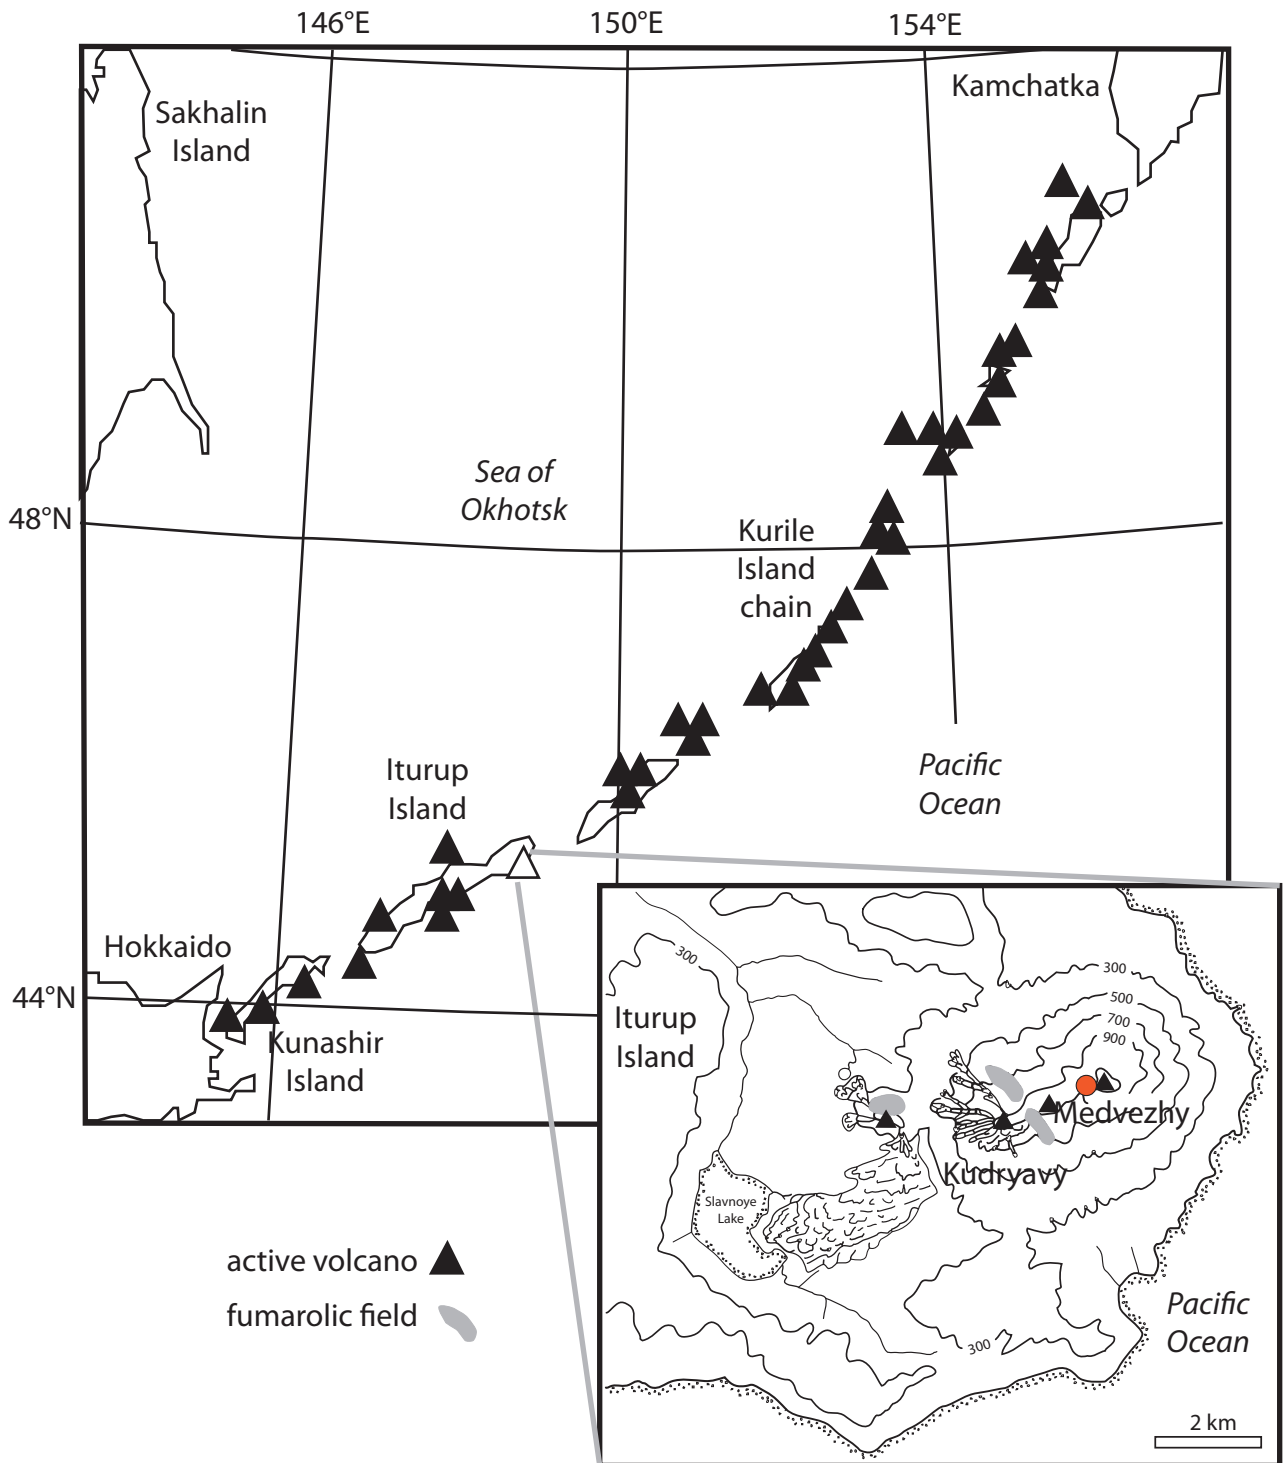 146°E
150°E
154°E
Kamchatka
Sakhalin
Island
Sea of
Okhotsk
48°N
Kurile
Island
chain
Iturup
Island
Pacific
Ocean
Hokkaido
44°N
Kunashir
Island
300
Iturup
Island
300
500
700
900
Medvezhy
Kudryavy
Slavnoye
Lake
active volcano
fumarolic field
Pacific
Ocean
300
2 km